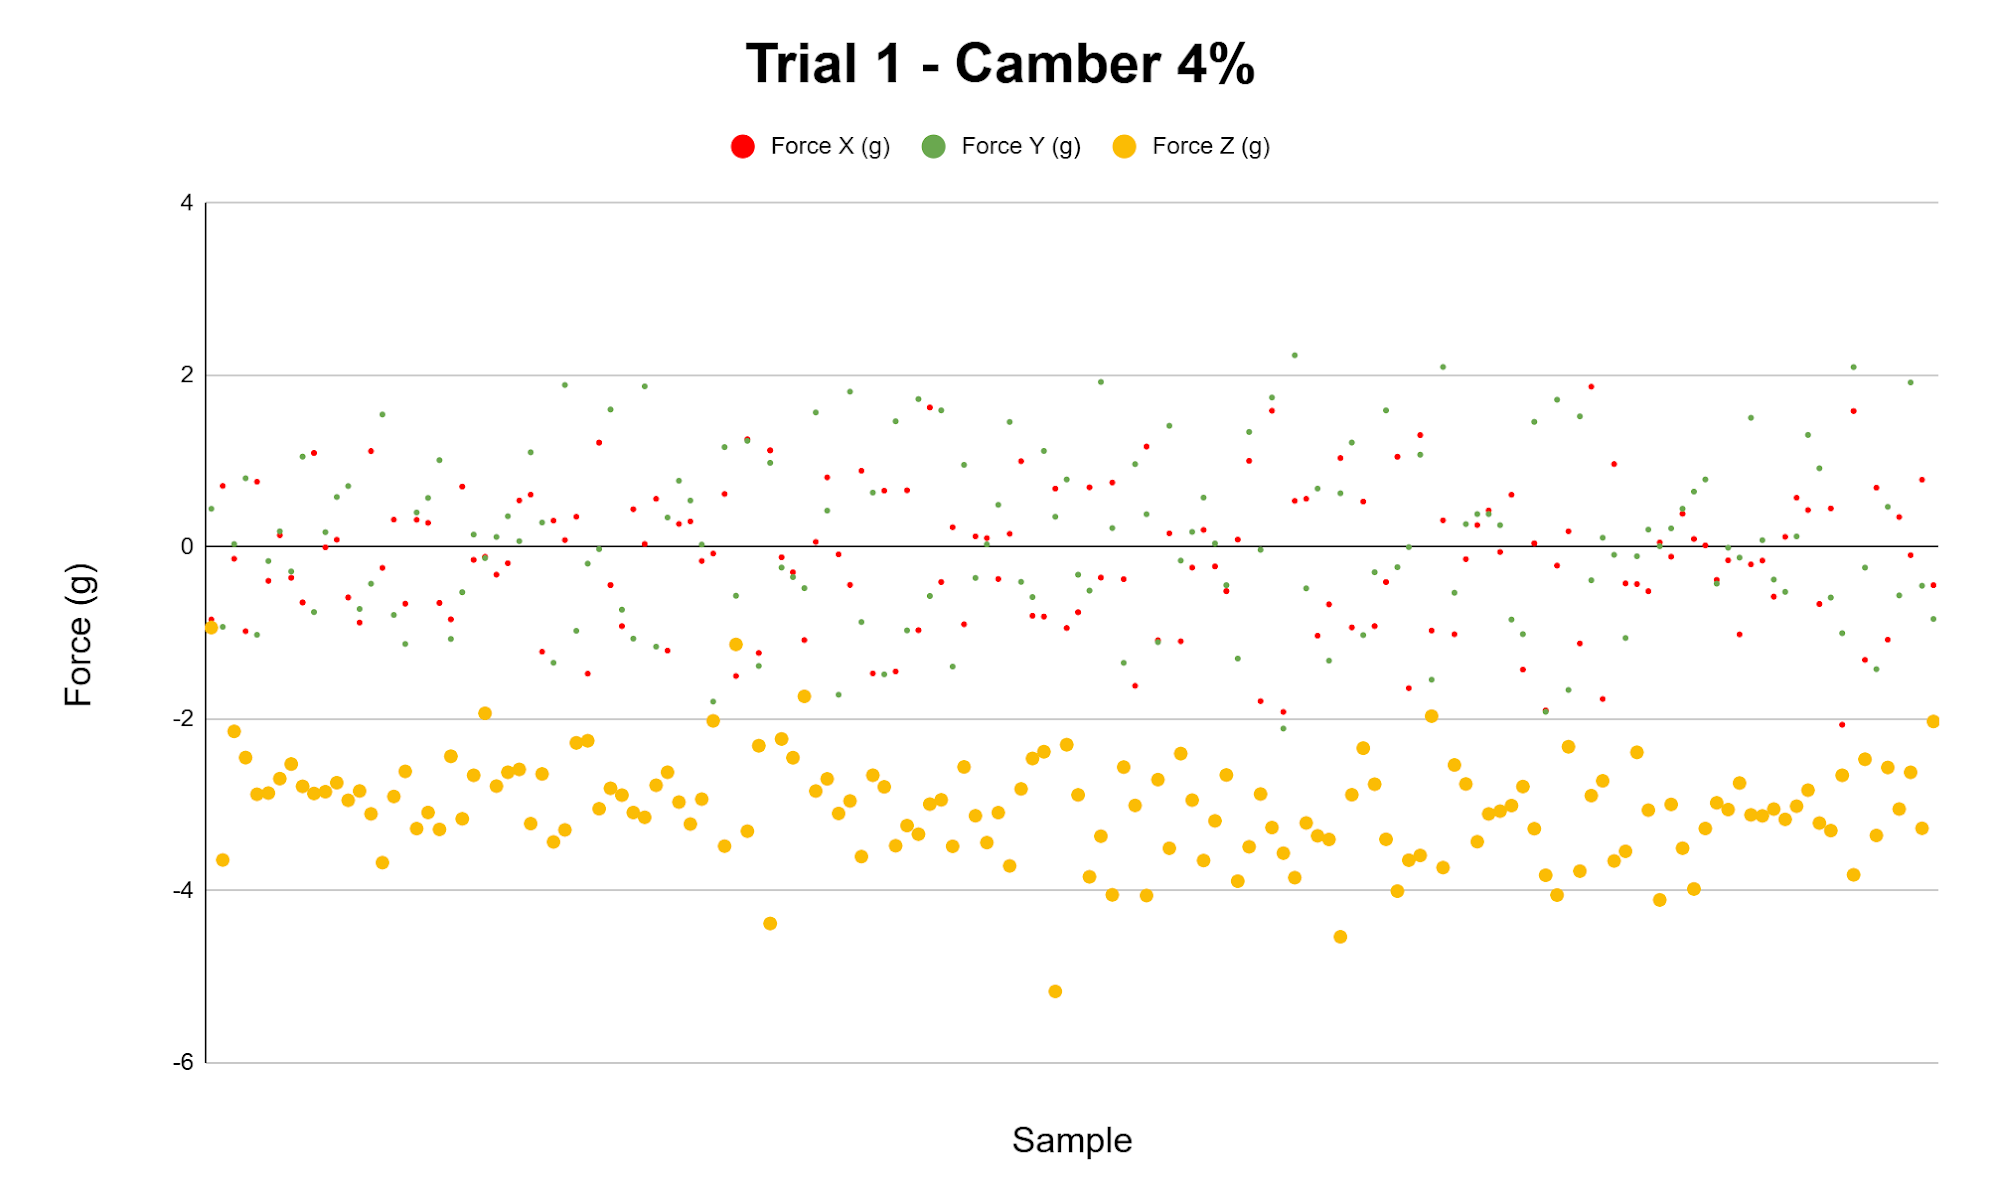 Trial 1 - Camber 4%
Force X (g) Force Y (g) Force Z (g)
4
2
0
-2
-4
-6
Force (g)
Sample